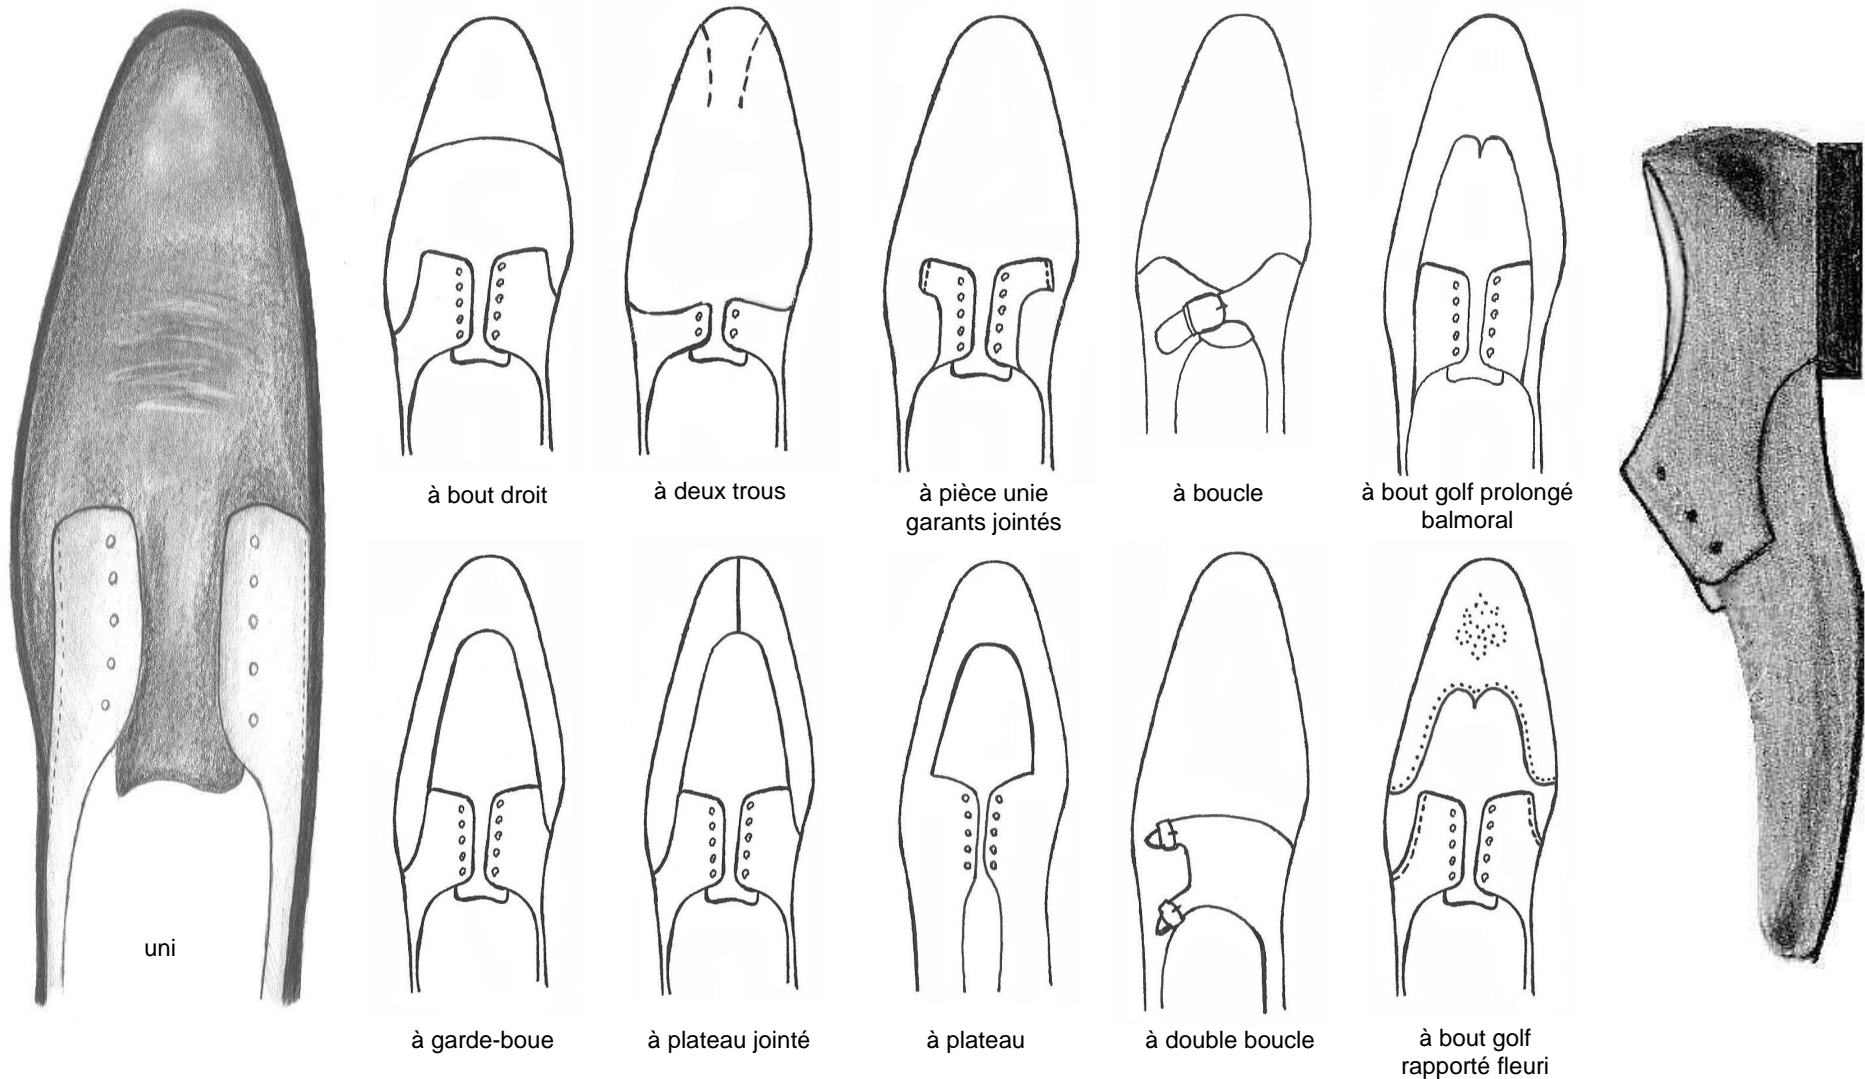 à bout droit
à deux trous
à pièce unie
garants jointés
à boucle
à bout golf prolongé
balmoral
uni
à garde-boue
à plateau jointé
à plateau
à double boucle
à bout golf
rapporté fleuri